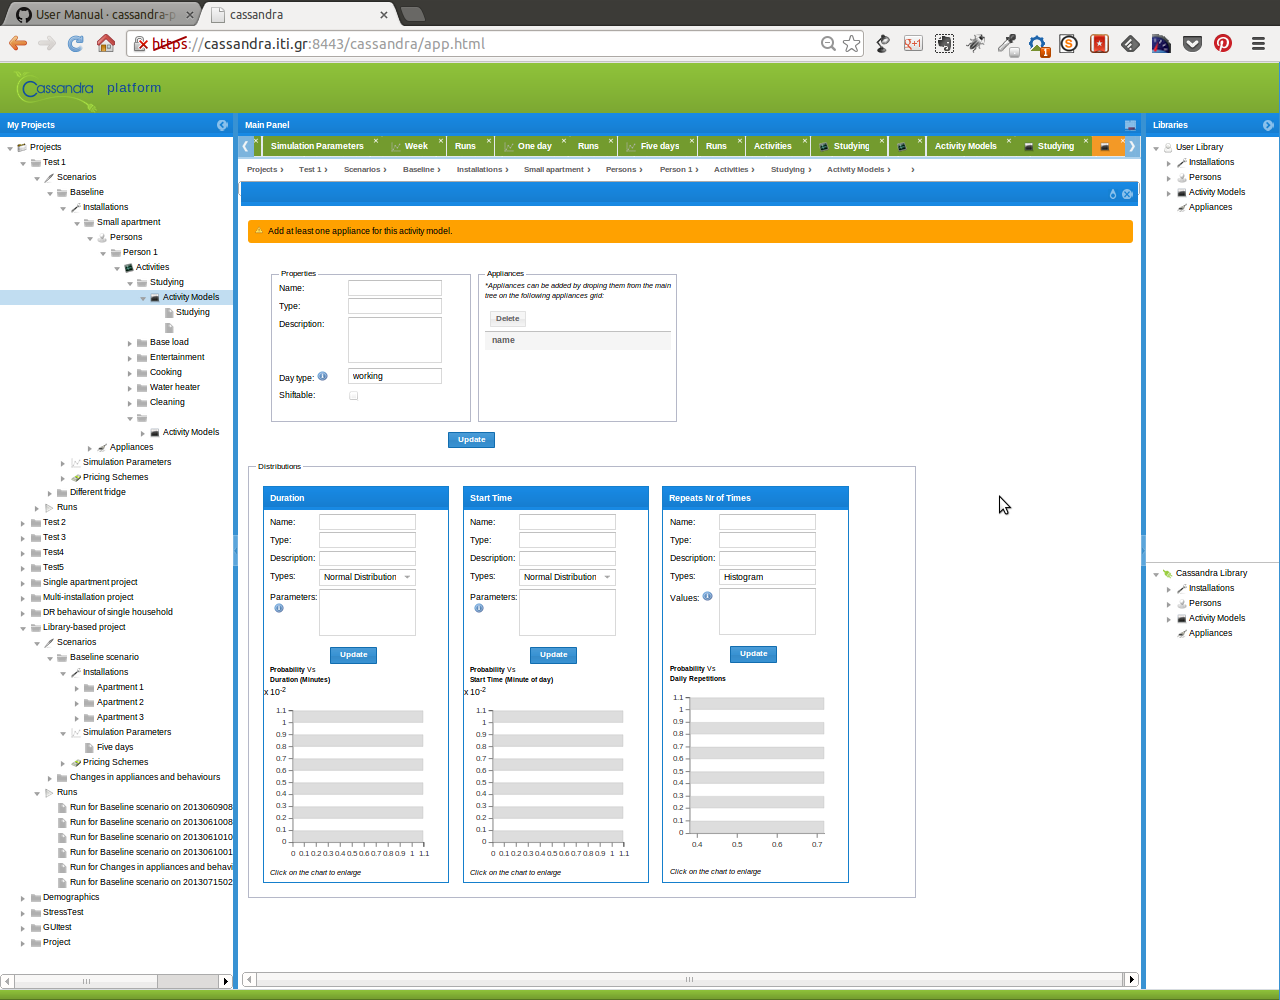 User Manual · cassandra-p
cassandra
https://cassandra.iti.gr:8443/cassandra/app.html
Cassandra platform
My Projects
Projects
Test 1
Scenarios
Baseline
Installations
Small apartment
Persons
Person 1
Activities
Studying
Activity Models
Studying
Base load
Entertainment
Cooking
Water heater
Cleaning
Activity Models
Appliances
Simulation Parameters
Pricing Schemes
Different fridge
Runs
Test 2
Test 3
Test4
Test5
Single apartment project
Multi-installation project
DR behaviour of single household
Library-based project
Scenarios
Baseline scenario
Installations
Apartment 1
Apartment 2
Apartment 3
Simulation Parameters
Five days
Pricing Schemes
Changes in appliances and behaviours
Runs
Run for Baseline scenario on 2013060908
Run for Baseline scenario on 2013061008
Run for Baseline scenario on 2013061010
Run for Baseline scenario on 2013061001
Run for Changes in appliances and behavi
Run for Baseline scenario on 2013071502
Demographics
StressTest
GUItest
Project
Main Panel
Simulation Parameters Week Runs One day Runs Five days Runs Activities Studying Activity Models Studying
Projects › Test 1 › Scenarios › Baseline › Installations › Small apartment › Persons › Person 1 › Activities › Studying › Activity Models › ›
Add at least one appliance for this activity model.
Properties
Name:
Type:
Description:
Day type: working
Shiftable:
Appliances
*Appliances can be added by droping them from the main
tree on the following appliances grid:
Delete
name
Update
Distributions
Duration
Name:
Type:
Description:
Types: Normal Distribution
Parameters:
Update
Probability Vs
Duration (Minutes)
x 10-2
1.1
1
0.9
0.8
0.7
0.6
0.5
0.4
0.3
0.2
0.1
0
0 0.1 0.2 0.3 0.4 0.5 0.6 0.7 0.8 0.9 1 1.1
Click on the chart to enlarge
Start Time
Name:
Type:
Description:
Types: Normal Distribution
Parameters:
Update
Probability Vs
Start Time (Minute of day)
x 10-2
1.1
1
0.9
0.8
0.7
0.6
0.5
0.4
0.3
0.2
0.1
0
0 0.1 0.2 0.3 0.4 0.5 0.6 0.7 0.8 0.9 1 1.1
Click on the chart to enlarge
Repeats Nr of Times
Name:
Type:
Description:
Types: Histogram
Values:
Update
Probability Vs
Daily Repetitions
1.1
1
0.9
0.8
0.7
0.6
0.5
0.4
0.3
0.2
0.1
0
0.4 0.5 0.6 0.7
Click on the chart to enlarge
Libraries
User Library
Installations
Persons
Activity Models
Appliances
Cassandra Library
Installations
Persons
Activity Models
Appliances